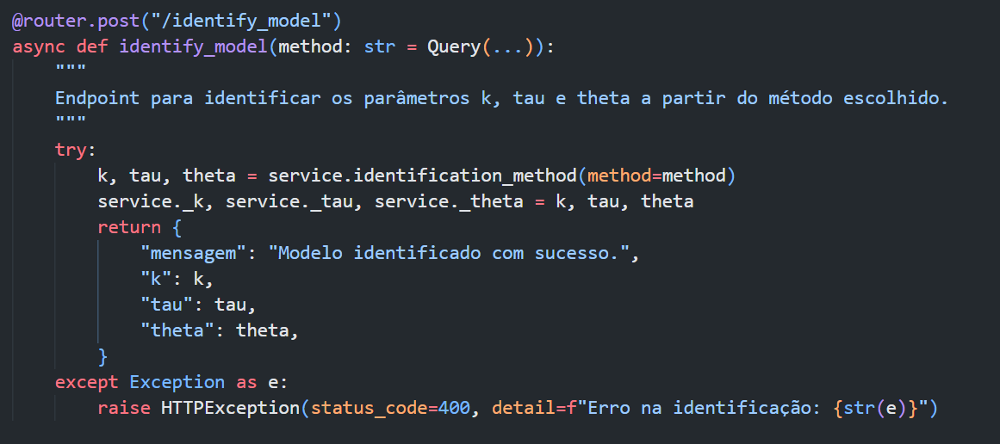 @router.post("/identify_model")
async def identify_model(method: str = Query(...)):
    """
    Endpoint para identificar os parâmetros k, tau e theta a partir do método escolhido.
    """
    try:
        k, tau, theta = service.identification_method(method=method)
        service._k, service._tau, service._theta = k, tau, theta
        return {
            "mensagem": "Modelo identificado com sucesso.",
            "k": k,
            "tau": tau,
            "theta": theta,
        }
    except Exception as e:
        raise HTTPException(status_code=400, detail=f"Erro na identificação: {str(e)}")